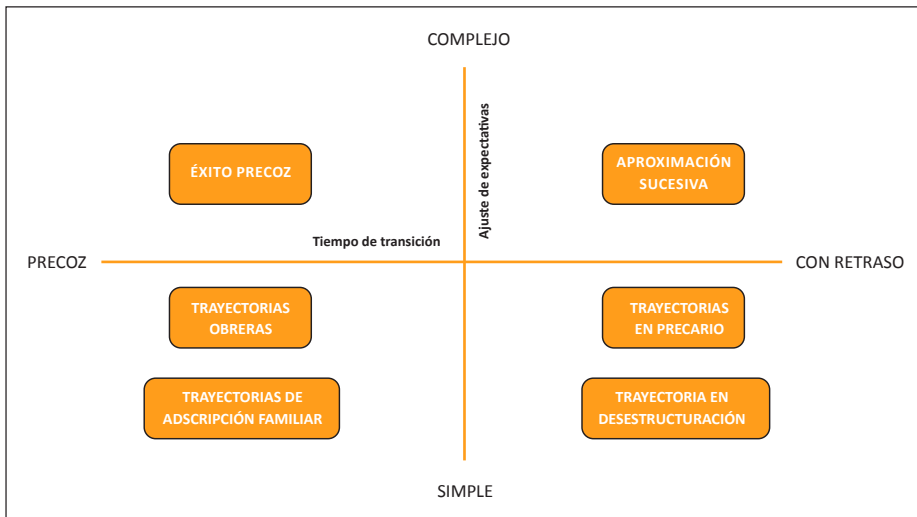 COMPLEJO
Ajuste de expectativas
ÉXITO PRECOZ
APROXIMACIÓN
SUCESIVA
Tiempo de transición
PRECOZ
CON RETRASO
TRAYECTORIAS
OBRERAS
TRAYECTORIAS
EN PRECARIO
TRAYECTORIAS DE
ADSCRIPCIÓN FAMILIAR
TRAYECTORIA EN
DESESTRUCTURACIÓN
SIMPLE